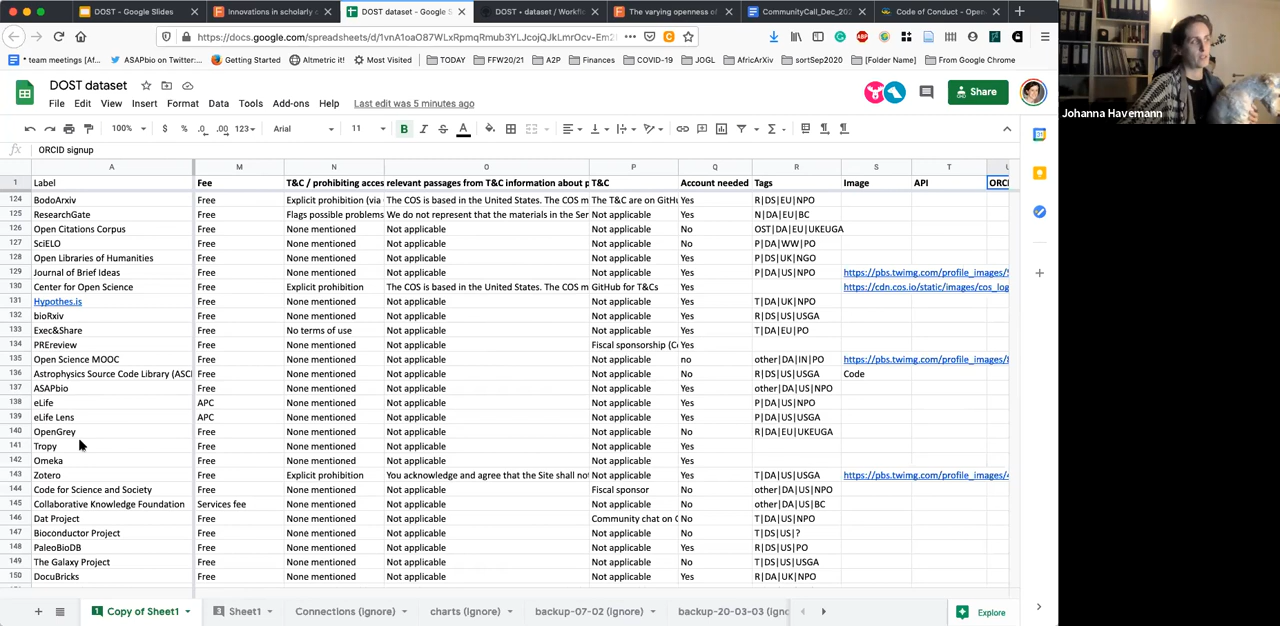 DOST - Google Slides
Innovations in scholarly c
DOST dataset - Google S
DOST • dataset / Workfl
The varying openness of
CommunityCall_Dec_202
Code of Conduct - Open
https://docs.google.com/spreadsheets/d/1vnA1oaO87WLxRpmqRmub3YLJcojQJkLmrOcv-Em2
* team meetings [Af...
ASAPbio on Twitter:...
Getting Started
Altmetric it!
Most Visited
TODAY
FFW20/21
A2P
Finances
COVID-19
JOGL
AfricArXiv
sortSep2020
[Folder Name]
From Google Chrome
DOST dataset
File Edit View Insert Format Data Tools Add-ons Help Last edit was 5 minutes ago
Share
100% $ % .0 .00 123 Arial 11 B I S A
fx ORCID signup
A M N O P Q R S T U
1 Label Fee T&C / prohibiting acces relevant passages from T&C information about p T&C Account needed Tags Image API ORCI
124 BodoArxiv Free Explicit prohibition (via The COS is based in the United States. The COS m The T&C are on GitHu Yes R|DS|EU|NPO
125 ResearchGate Free Flags possible problems We do not represent that the materials in the Ser Not applicable Yes N|DA|EU|BC
126 Open Citations Corpus Free None mentioned Not applicable Not applicable No OST|DA|EU|UKEUGA
127 SciELO Free None mentioned Not applicable Not applicable No P|DA|WW|PO
128 Open Libraries of Humanities Free None mentioned Not applicable Not applicable Yes P|DS|UK|NGO
129 Journal of Brief Ideas Free None mentioned Not applicable Not applicable Yes P|DA|US|NPO https://pbs.twimg.com/profile_images/5
130 Center for Open Science Free Explicit prohibition The COS is based in the United States. The COS m GitHub for T&Cs Yes https://cdn.cos.io/static/images/cos_log
131 Hypothes.is Free None mentioned Not applicable Not applicable Yes T|DA|UK|NPO
132 bioRxiv Free None mentioned Not applicable Not applicable Yes R|DS|US|USGA
133 Exec&Share Free No terms of use Not applicable Not applicable Yes T|DA|EU|PO
134 PREreview Free None mentioned Not applicable Fiscal sponsorship (Co Yes
135 Open Science MOOC Free None mentioned Not applicable Not applicable no other|DA|IN|PO https://pbs.twimg.com/profile_images/8
136 Astrophysics Source Code Library (ASCI Free None mentioned Not applicable Not applicable No R|DS|US|USGA Code
137 ASAPbio Free None mentioned Not applicable Not applicable Yes other|DA|US|NPO
138 eLife APC None mentioned Not applicable Not applicable Yes P|DA|US|NPO
139 eLife Lens APC None mentioned Not applicable Not applicable Yes P|DA|US|USGA
140 OpenGrey Free None mentioned Not applicable Not applicable No R|DA|EU|UKEUGA
141 Tropy Free None mentioned Not applicable Not applicable Yes
142 Omeka Free None mentioned Not applicable Not applicable Yes
143 Zotero Free Explicit prohibition You acknowledge and agree that the Site shall not Not applicable Yes T|DA|US|USGA https://pbs.twimg.com/profile_images/4
144 Code for Science and Society Free None mentioned Not applicable Fiscal sponsor No other|DA|US|NPO
145 Collaborative Knowledge Foundation Services fee None mentioned Not applicable Not applicable No other|DA|US|BC
146 Dat Project Free None mentioned Not applicable Community chat on G No T|DA|US|NPO
147 Bioconductor Project Free None mentioned Not applicable Not applicable No T|DS|US|?
148 PaleoBioDB Free None mentioned Not applicable Not applicable Yes R|DS|US|PO
149 The Galaxy Project Free None mentioned Not applicable Not applicable No T|DS|US|USGA
150 DocuBricks Free None mentioned Not applicable Not applicable Yes R|DA|UK|NPO
1 Copy of Sheet1 3 Sheet1 Connections (ignore) charts (ignore) backup-07-02 (ignore) backup-20-03-03 (igno Explore
Johanna Havemann